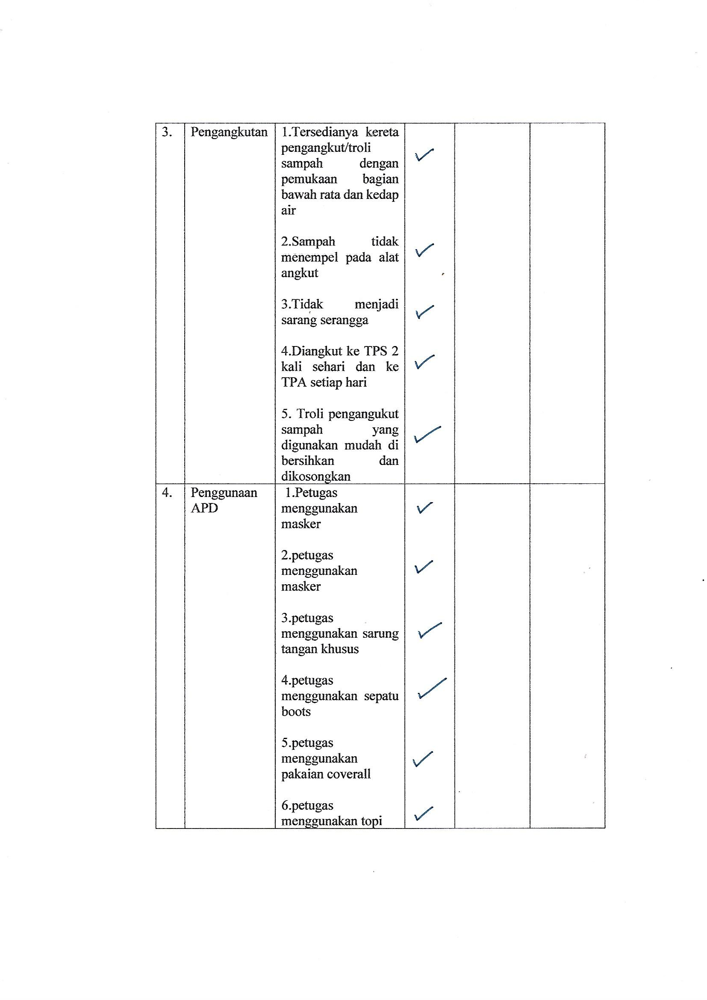 3. Pengangkutan 1.Tersedianya kereta
pengangkut/troli
sampah dengan
pemukaan bagian
bawah rata dan kedap
air
2.Sampah tidak
menempel pada alat
angkut
3.Tidak menjadi
sarang serangga
4.Diangkut ke TPS 2
kali sehari dan ke
TPA setiap hari
5. Troli pengangukut
sampah yang
digunakan mudah di
bersihkan dan
dikosongkan
4. Penggunaan 1.Petugas
APD menggunakan
masker
2.petugas
menggunakan
masker
3.petugas
menggunakan sarung
tangan khusus
4.petugas
menggunakan sepatu
boots
5.petugas
menggunakan
pakaian coverall
6.petugas
menggunakan topi